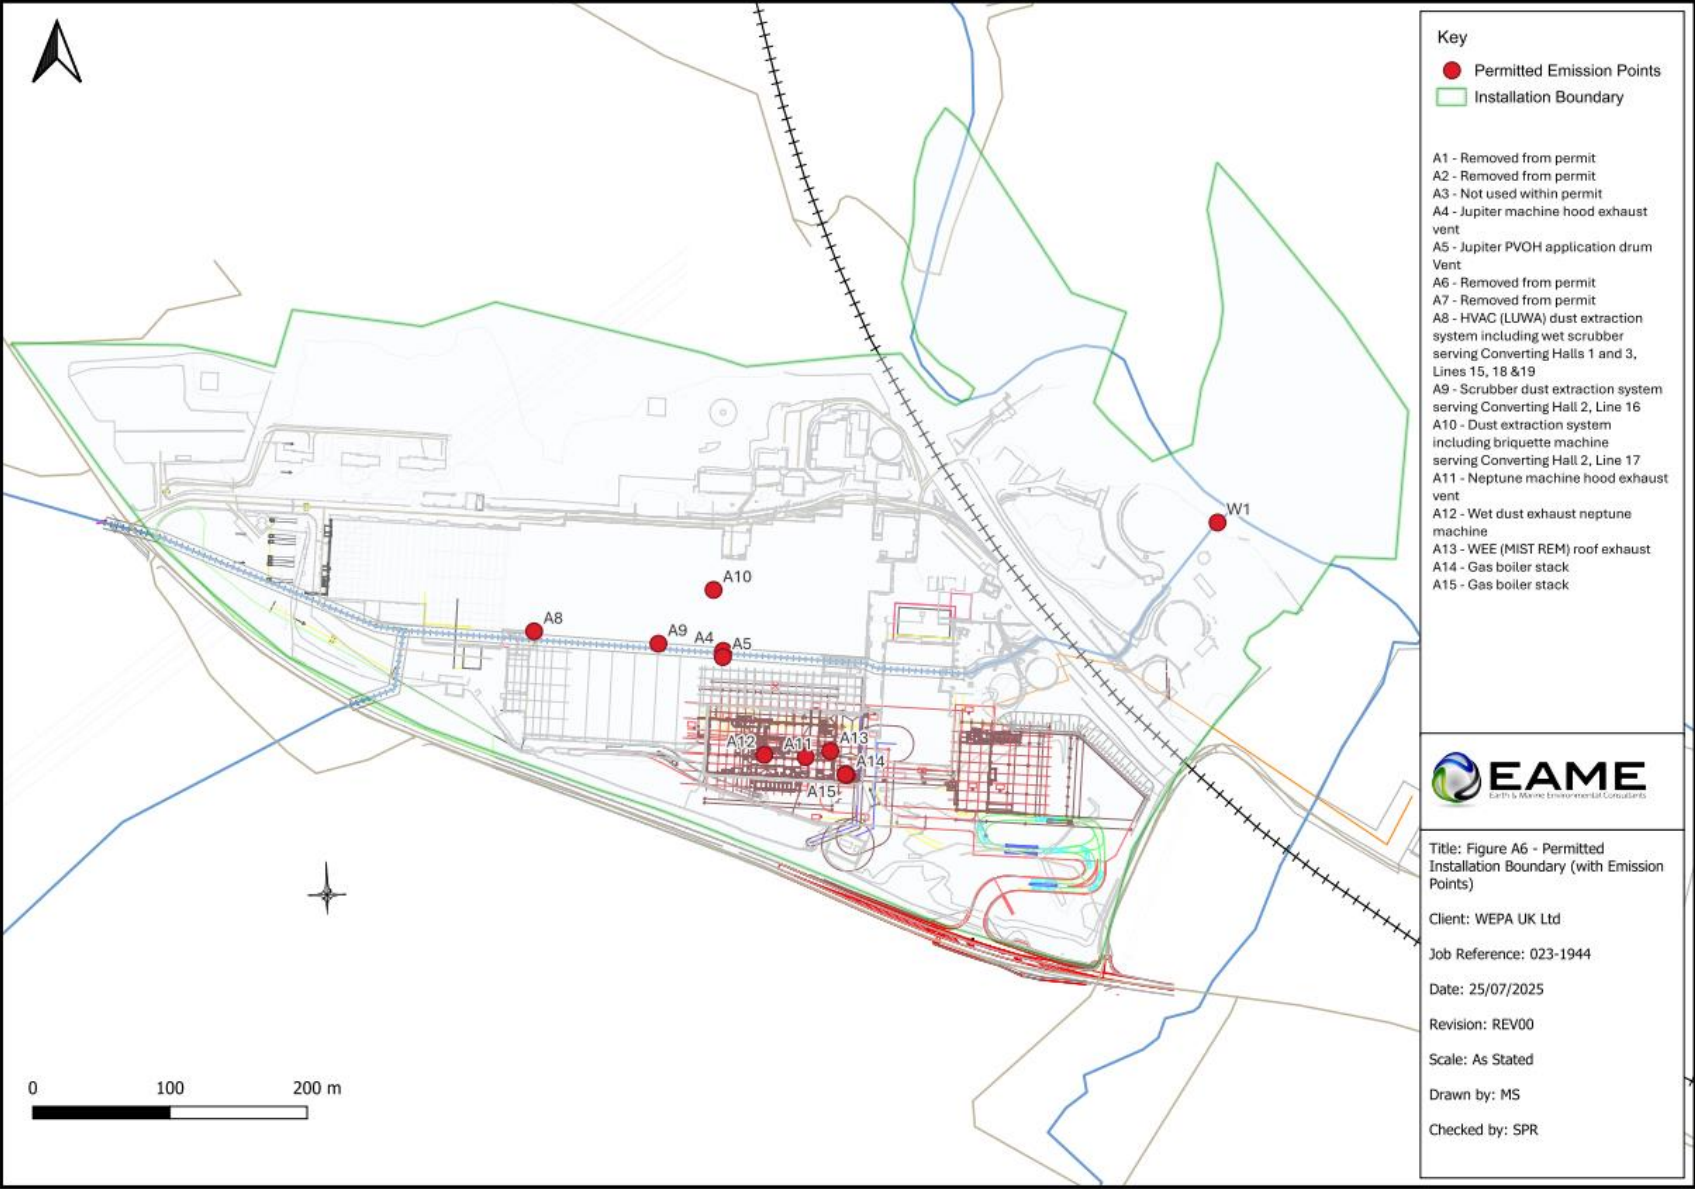 Key
Permitted Emission Points
Installation Boundary
A1 - Removed from permit
A2 - Removed from permit
A3 - Not used within permit
A4 - Jupiter machine hood exhaust
vent
A5 - Jupiter PVOH application drum
Vent
A6 - Removed from permit
A7 - Removed from permit
A8 - HVAC (LUWA) dust extraction
system including wet scrubber
serving Converting Halls 1 and 3,
Lines 15, 18 &19
A9 - Scrubber dust extraction system
serving Converting Hall 2, Line 16
A10 - Dust extraction system
including briquette machine
serving Converting Hall 2, Line 17
A11 - Neptune machine hood exhaust
vent
A12 - Wet dust exhaust neptune
machine
A13 - WEE (MIST REM) roof exhaust
A14 - Gas boiler stack
A15 - Gas boiler stack
W1
A10
A8
A9
A4
A5
A12
A11
A13
A14
A15
EAME
Earth & Marine Environmental Consultants
Title: Figure A6 - Permitted
Installation Boundary (with Emission
Points)
Client: WEPA UK Ltd
Job Reference: 023-1944
Date: 25/07/2025
Revision: REV00
Scale: As Stated
Drawn by: MS
Checked by: SPR
0 100 200 m